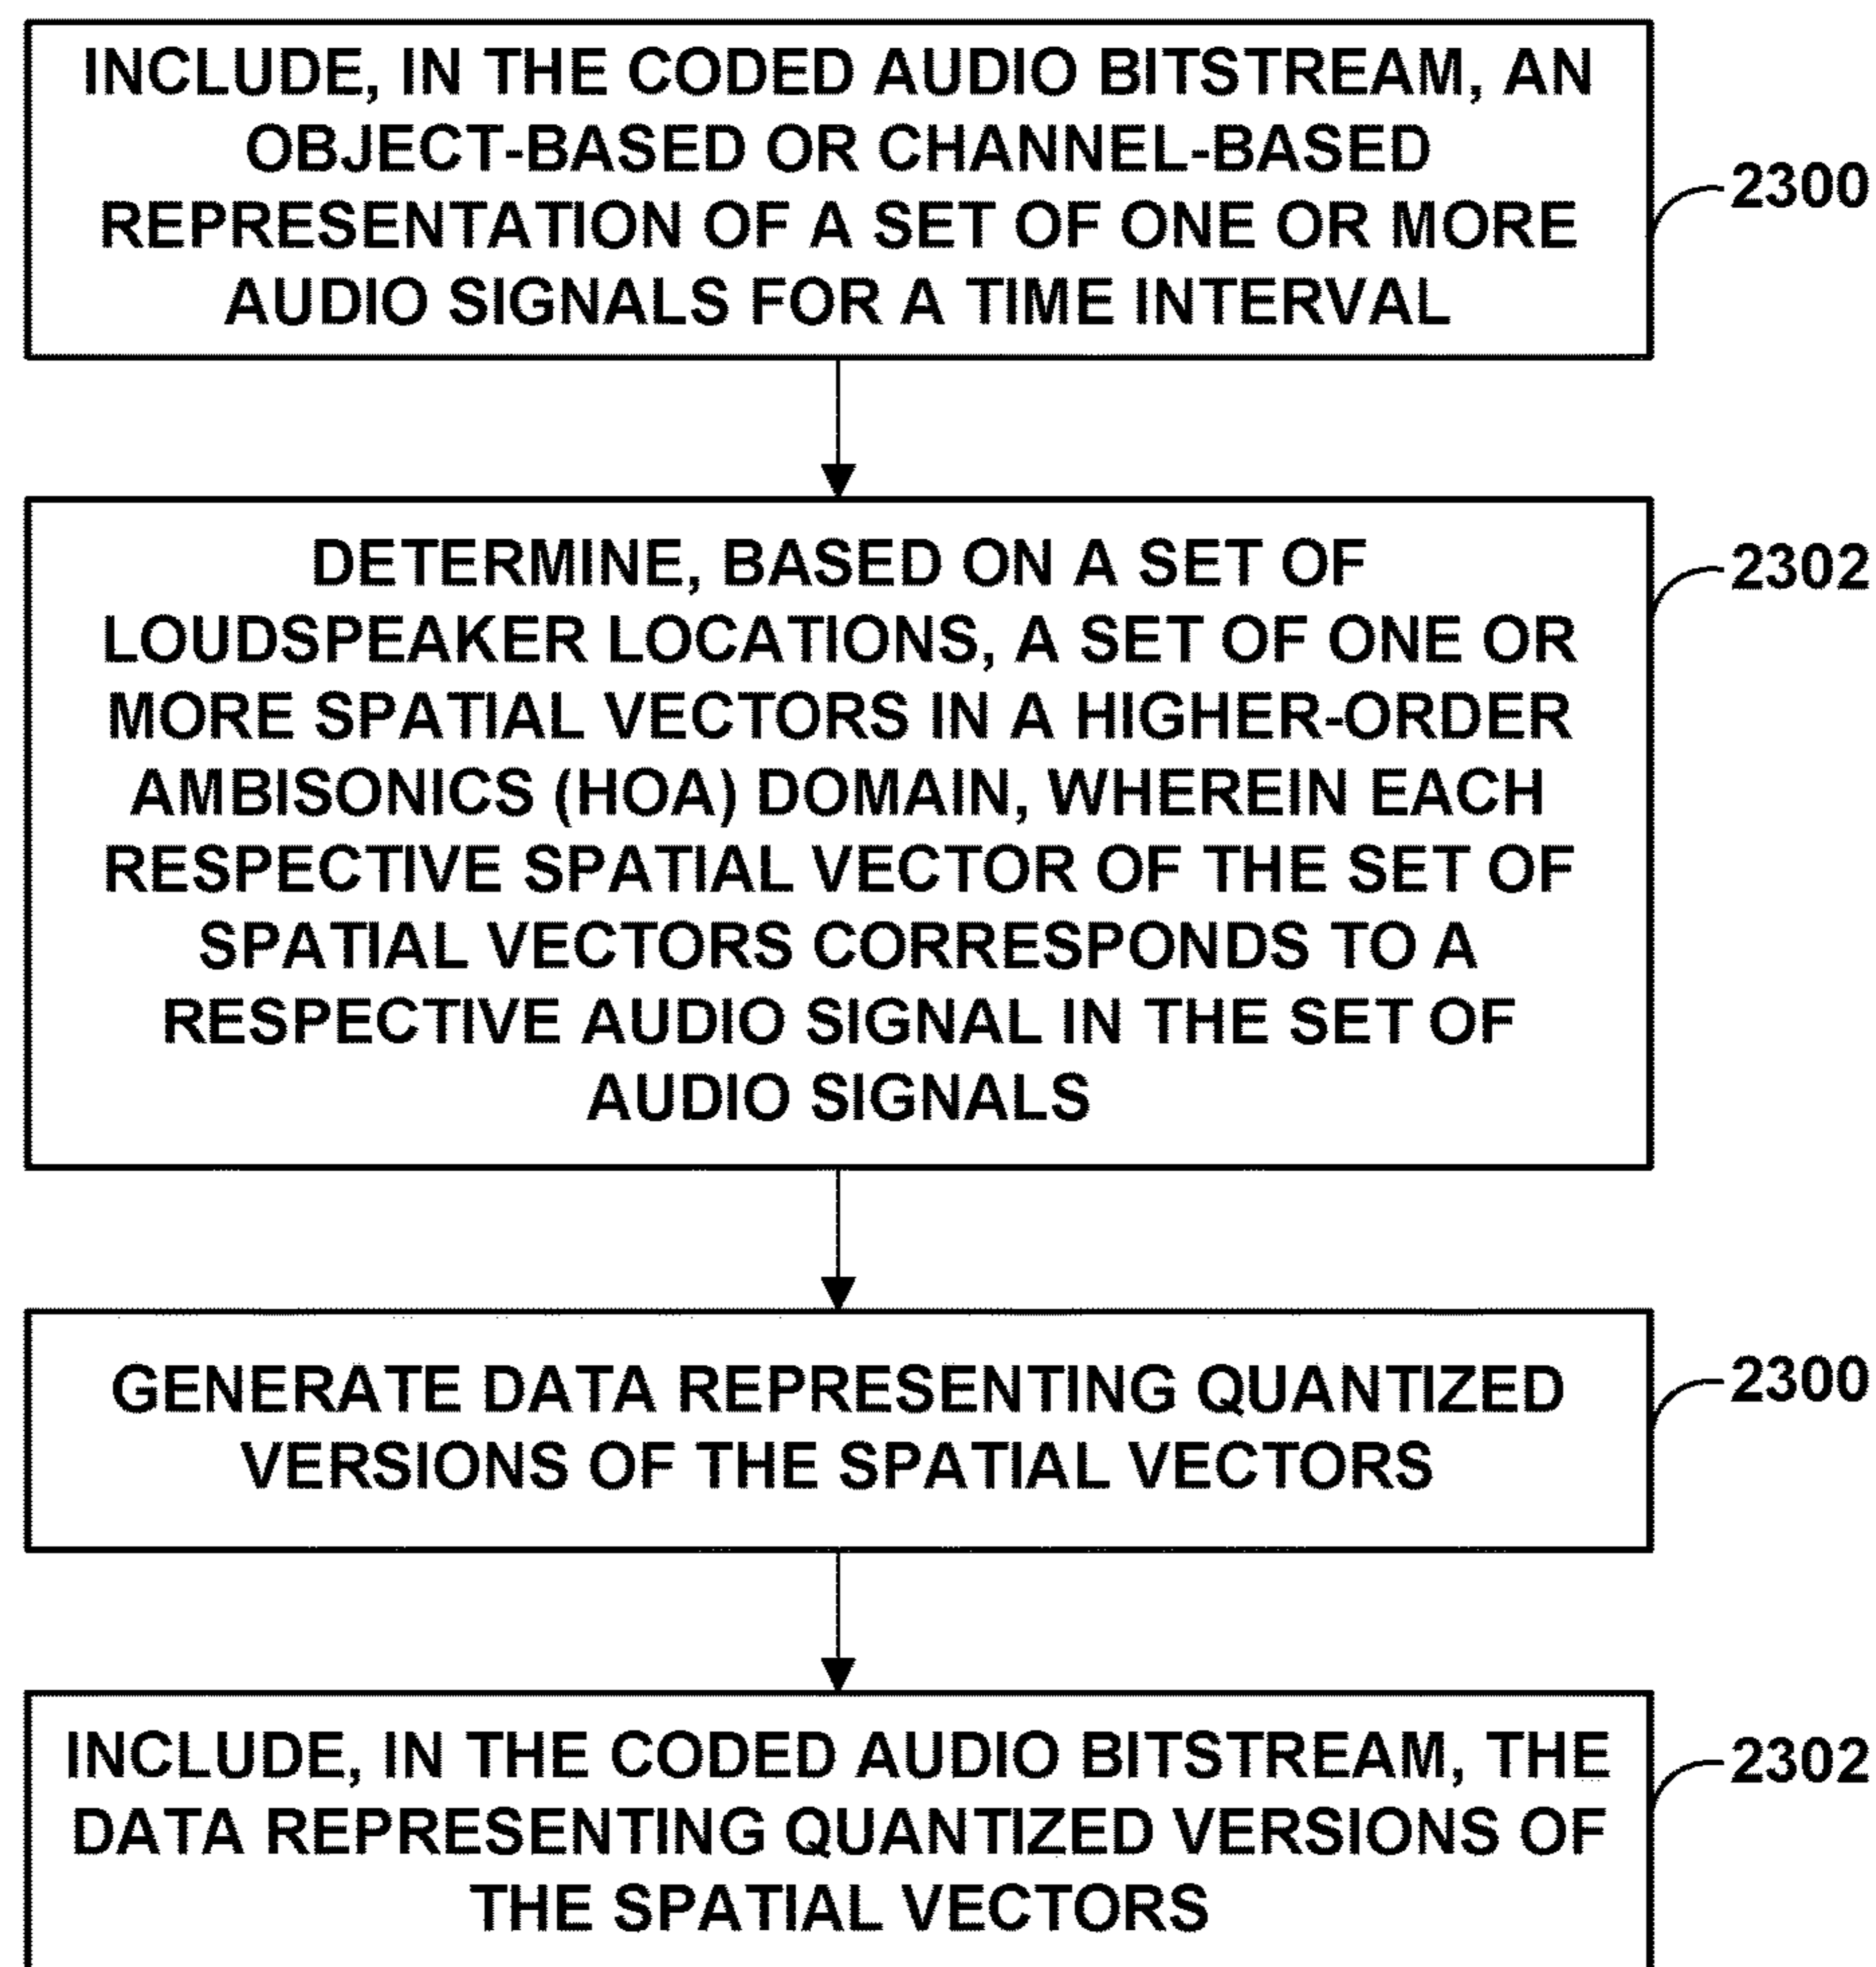 INCLUDE, IN THE CODED AUDIO BITSTREAM, AN
OBJECT-BASED OR CHANNEL-BASED
REPRESENTATION OF A SET OF ONE OR MORE
AUDIO SIGNALS FOR A TIME INTERVAL
2300
DETERMINE, BASED ON A SET OF
LOUDSPEAKER LOCATIONS, A SET OF ONE OR
MORE SPATIAL VECTORS IN A HIGHER-ORDER
AMBISONICS (HOA) DOMAIN, WHEREIN EACH
RESPECTIVE SPATIAL VECTOR OF THE SET OF
SPATIAL VECTORS CORRESPONDS TO A
RESPECTIVE AUDIO SIGNAL IN THE SET OF
AUDIO SIGNALS
2302
GENERATE DATA REPRESENTING QUANTIZED
VERSIONS OF THE SPATIAL VECTORS
2300
INCLUDE, IN THE CODED AUDIO BITSTREAM, THE
DATA REPRESENTING QUANTIZED VERSIONS OF
THE SPATIAL VECTORS
2302